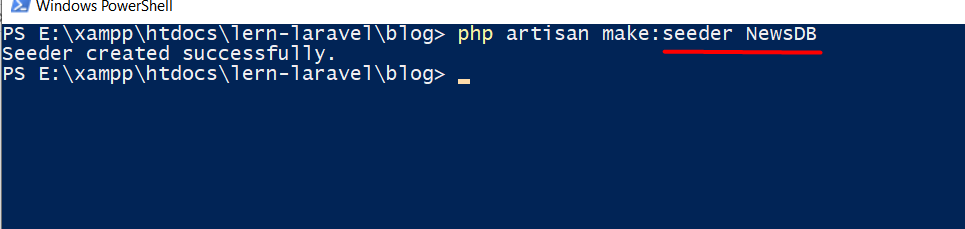 Windows PowerShell
PS E:\xampp\htdocs\lern-laravel\blog> php artisan make:seeder NewsDB
Seeder created successfully.
PS E:\xampp\htdocs\lern-laravel\blog>